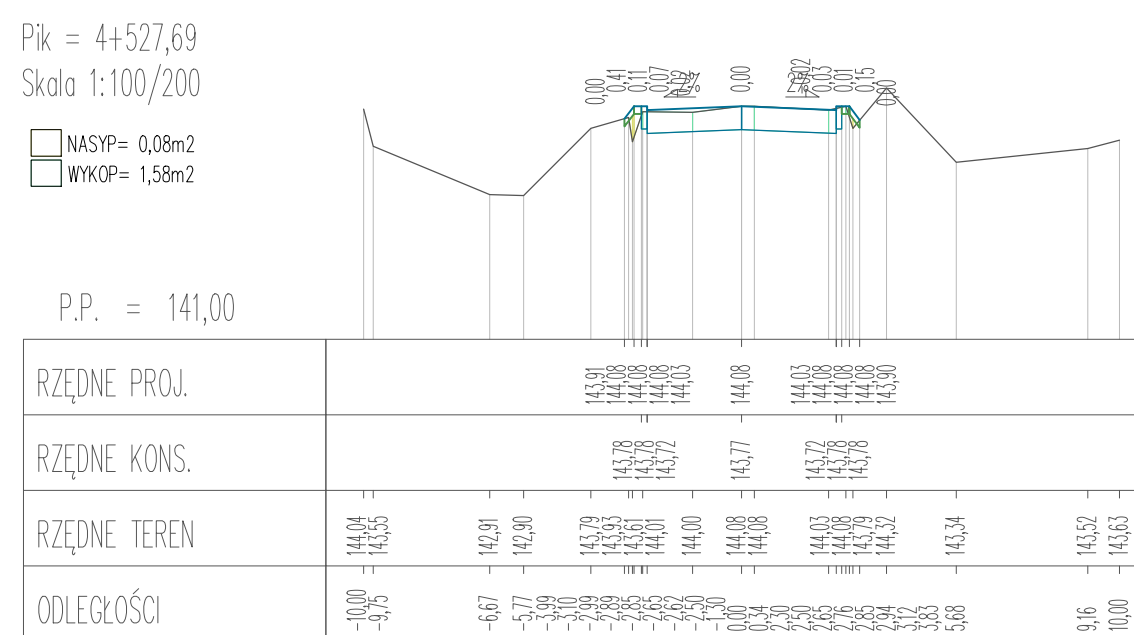 Pik = 4+527,69
Skala 1:100/200
NASYP= 0,08m2
WYKOP= 1,58m2
0,00 0,41 0,11 0,07 0,02 2% 0,00 2% 0,02 0,03 0,01 0,15 0,00
P.P. = 141,00
RZĘDNE PROJ. 143,91 144,08 144,08 144,08 144,03 144,08 144,03 144,08 144,08 144,08 143,90
RZĘDNE KONS. 143,78 143,78 143,72 143,77 143,72 143,78 143,78
RZĘDNE TEREN 144,04 143,55 142,91 142,90 143,79 143,93 143,61 144,01 144,00 144,08 144,08 144,03 144,08 143,79 144,32 143,34 143,52 143,63
ODLEGŁOŚCI -10,00 -9,75 -6,67 -5,77 -3,99 -3,10 -2,99 -2,89 -2,85 -2,65 -2,62 -2,50 -1,30 0,00 0,34 2,30 2,50 2,65 2,76 2,85 2,94 3,12 3,83 5,68 9,16 10,00